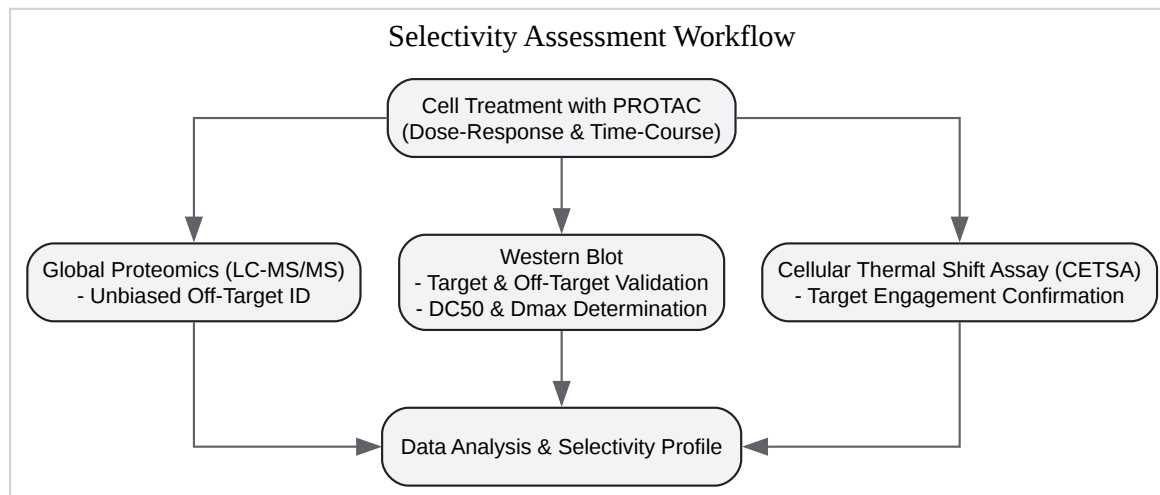 Selectivity Assessment Workflow
Cell Treatment with PROTAC
(Dose-Response & Time-Course)
Global Proteomics (LC-MS/MS)
- Unbiased Off-Target ID
Western Blot
- Target & Off-Target Validation
- DC50 & Dmax Determination
Cellular Thermal Shift Assay (CETSA)
- Target Engagement Confirmation
Data Analysis & Selectivity Profile